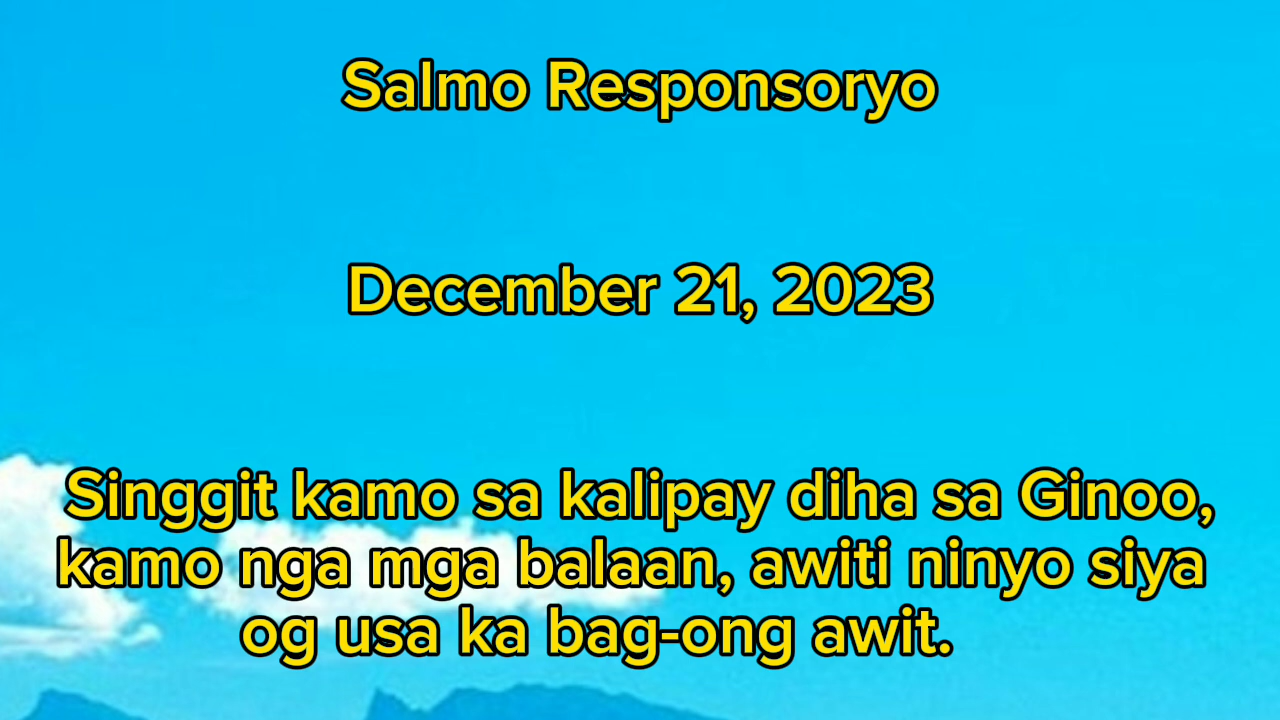 Salmo Responsoryo
December 21, 2023
Singgit kamo sa kalipay diha sa Ginoo,
kamo nga mga balaan, awiti ninyo siya
og usa ka bag-ong awit.